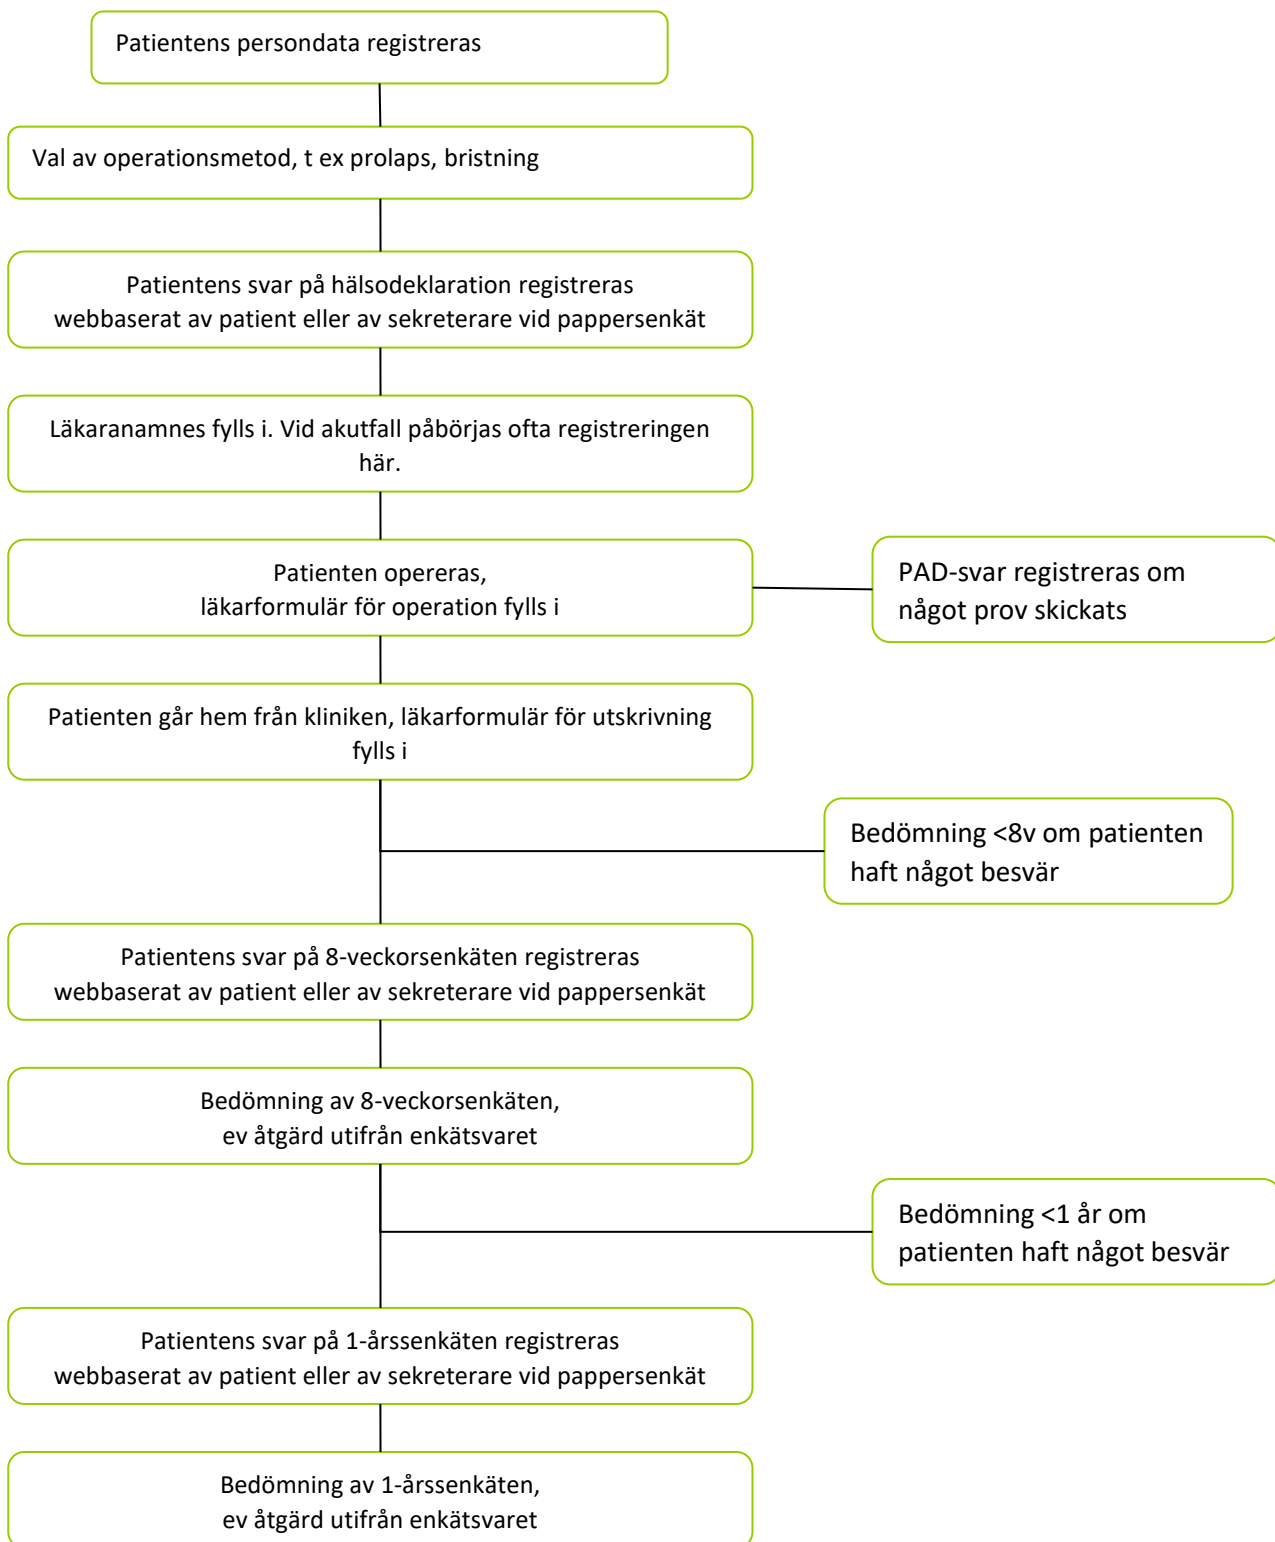 Patientens persondata registreras
Val av operationsmetod, t ex prolaps, bristning
Patientens svar på hälsodeklaration registreras
webbaserat av patient eller av sekreterare vid pappersenkät
Läkaranamnes fylls i. Vid akutfall påbörjas ofta registreringen
här.
Patienten opereras,
läkarformulär för operation fylls i
PAD-svar registreras om
något prov skickats
Patienten går hem från kliniken, läkarformulär för utskrivning
fylls i
Bedömning <8v om patienten
haft något besvär
Patientens svar på 8-veckorsenkäten registreras
webbaserat av patient eller av sekreterare vid pappersenkät
Bedömning av 8-veckorsenkäten,
ev åtgärd utifrån enkätsvaret
Bedömning <1 år om
patienten haft något besvär
Patientens svar på 1-årssenkäten registreras
webbaserat av patient eller av sekreterare vid pappersenkät
Bedömning av 1-årssenkäten,
ev åtgärd utifrån enkätsvaret